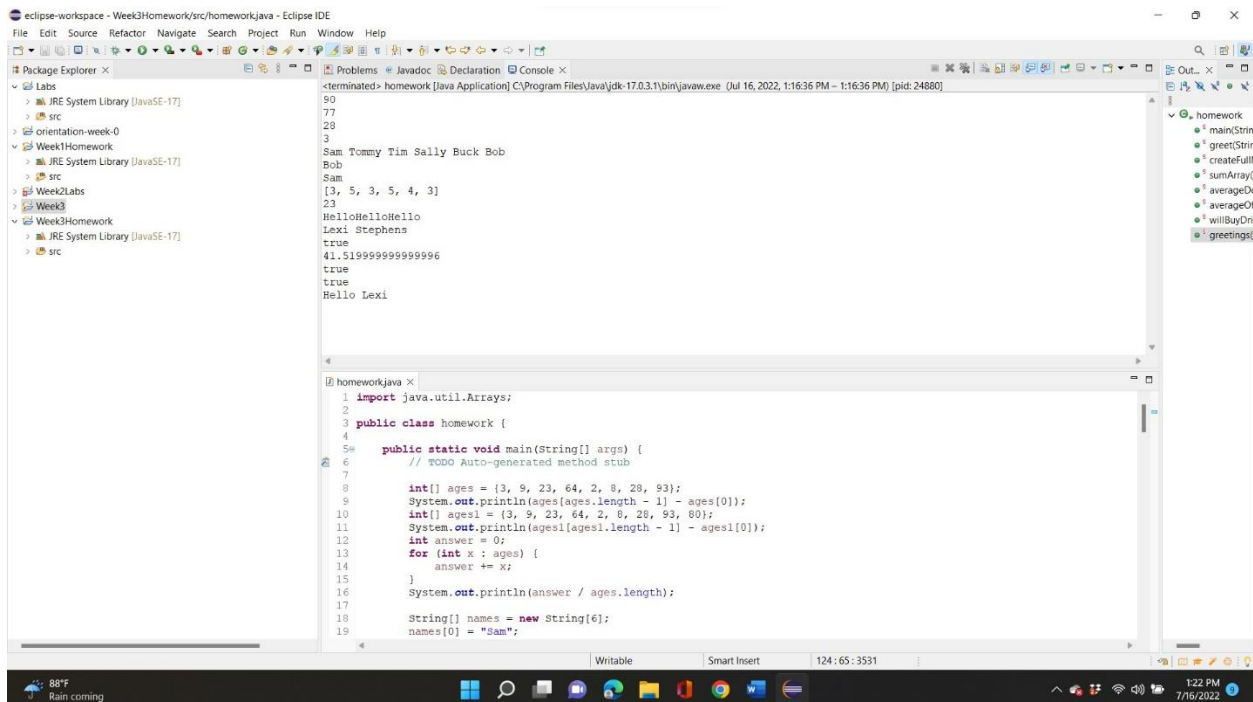 eclipse-workspace - Week3Homework/src/homework.java - Eclipse IDE
File Edit Source Refactor Navigate Search Project Run Window Help
Package Explorer
Labs
JRE System Library [JavaSE-17]
src
orientation-week-0
Week1Homework
JRE System Library [JavaSE-17]
src
Week2Labs
Week3
Week3Homework
JRE System Library [JavaSE-17]
src
Problems Javadoc Declaration Console
<terminated> homework [Java Application] C:\Program Files\Java\jdk-17.0.3.1\bin\javaw.exe (Jul 16, 2022, 1:16:36 PM – 1:16:36 PM) [pid: 24880]
90
77
28
3
Sam Tommy Tim Sally Buck Bob
Bob
Sam
[3, 5, 3, 5, 4, 3]
23
HelloHelloHello
Lexi Stephens
true
41.519999999999996
true
true
Hello Lexi
homework.java
1 import java.util.Arrays;
2
3 public class homework {
4
5 public static void main(String[] args) {
6 // TODO Auto-generated method stub
7
8 int[] ages = {3, 9, 23, 64, 2, 8, 28, 93};
9 System.out.println(ages[ages.length - 1] - ages[0]);
10 int[] ages1 = {3, 9, 23, 64, 2, 8, 28, 93, 80};
11 System.out.println(ages1[ages1.length - 1] - ages1[0]);
12 int answer = 0;
13 for (int x : ages) {
14 answer += x;
15 }
16 System.out.println(answer / ages.length);
17
18 String[] names = new String[6];
19 names[0] = "Sam";
Out...
homework
main(Strin
greet(Strin
createFull
sumArray(
averageDo
averageOf
willBuyDri
greetings(
Writable Smart Insert 124 : 65 : 3531
88°F
Rain coming
1:22 PM
7/16/2022
9